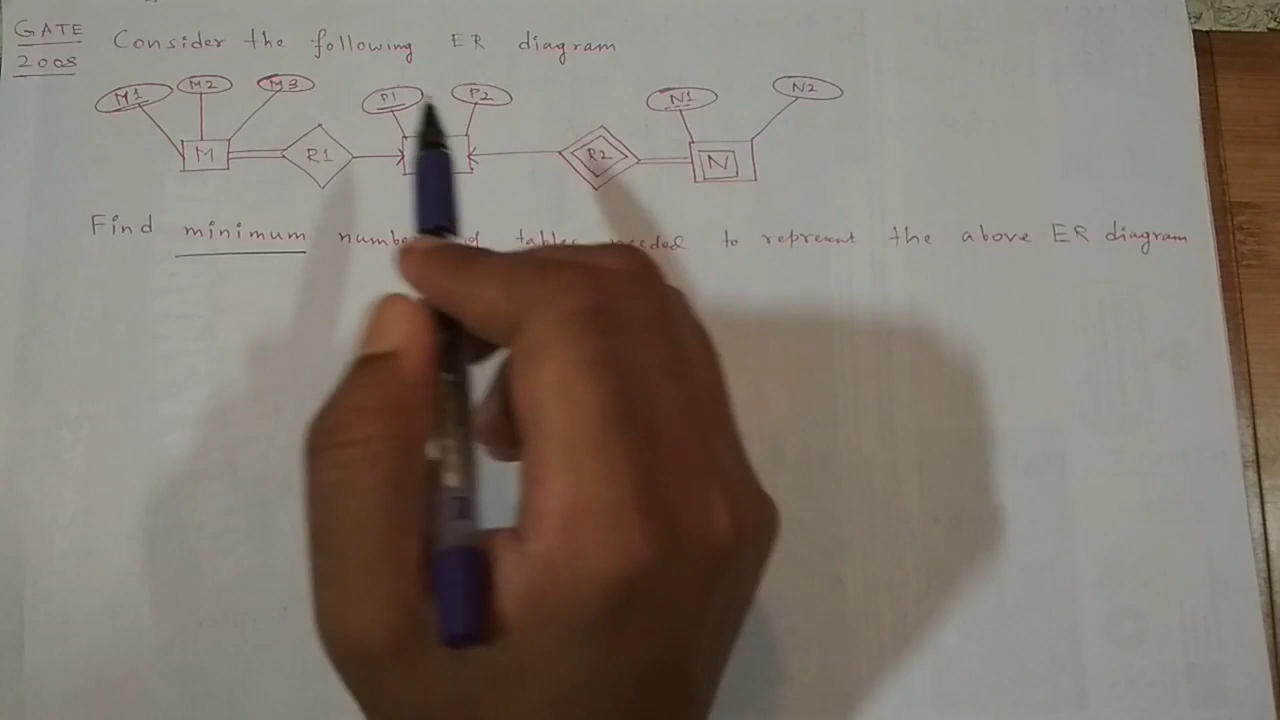 GATE
2008
Consider the following ER diagram
M1 M2 M3 P1 P2 N1 N2
M R1 R2 N
Find minimum number of tables needed to represent the above ER diagram